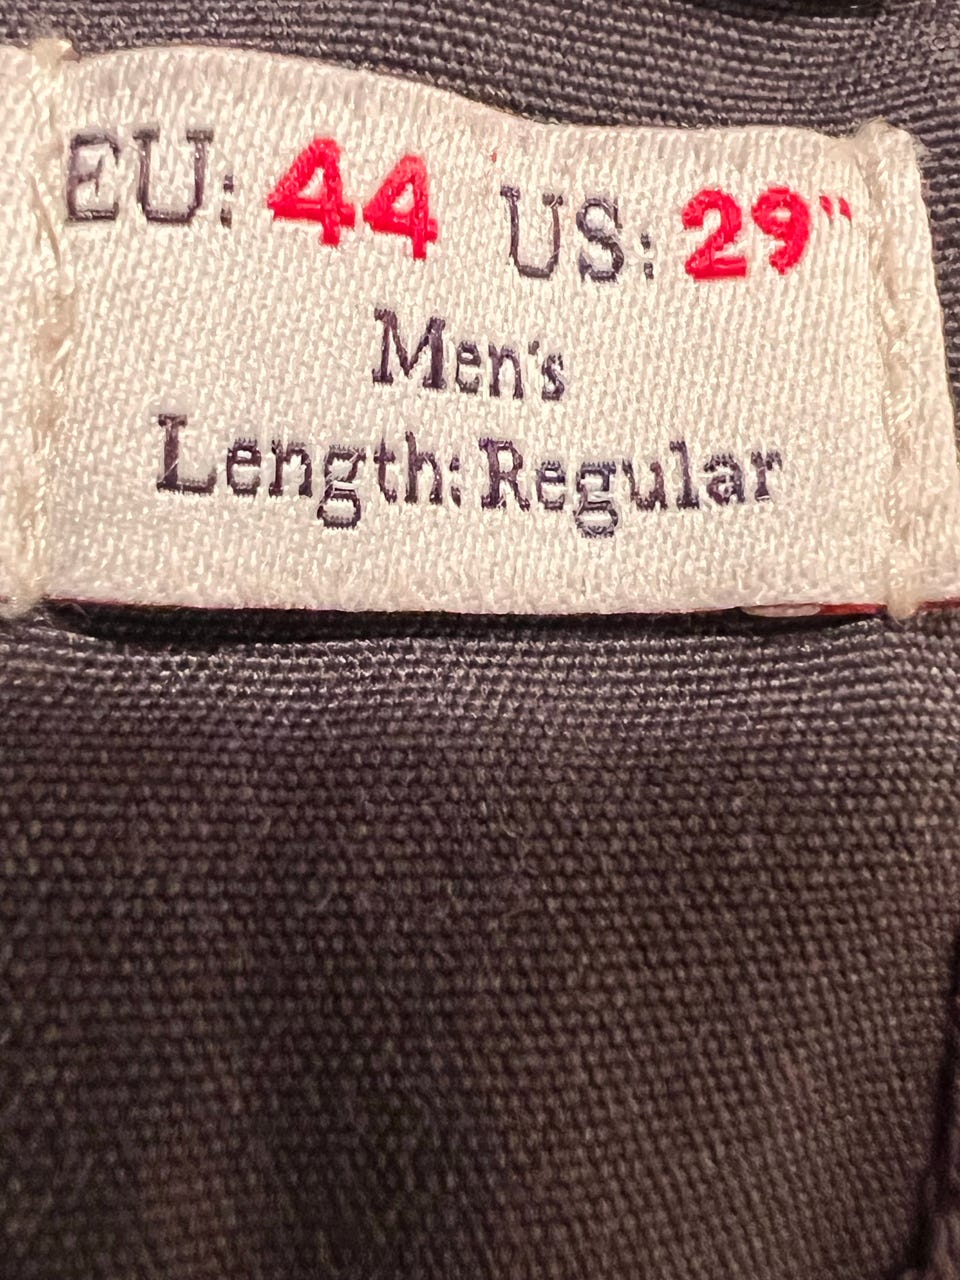 EU: 44 US: 29"
Men's
Length: Regular